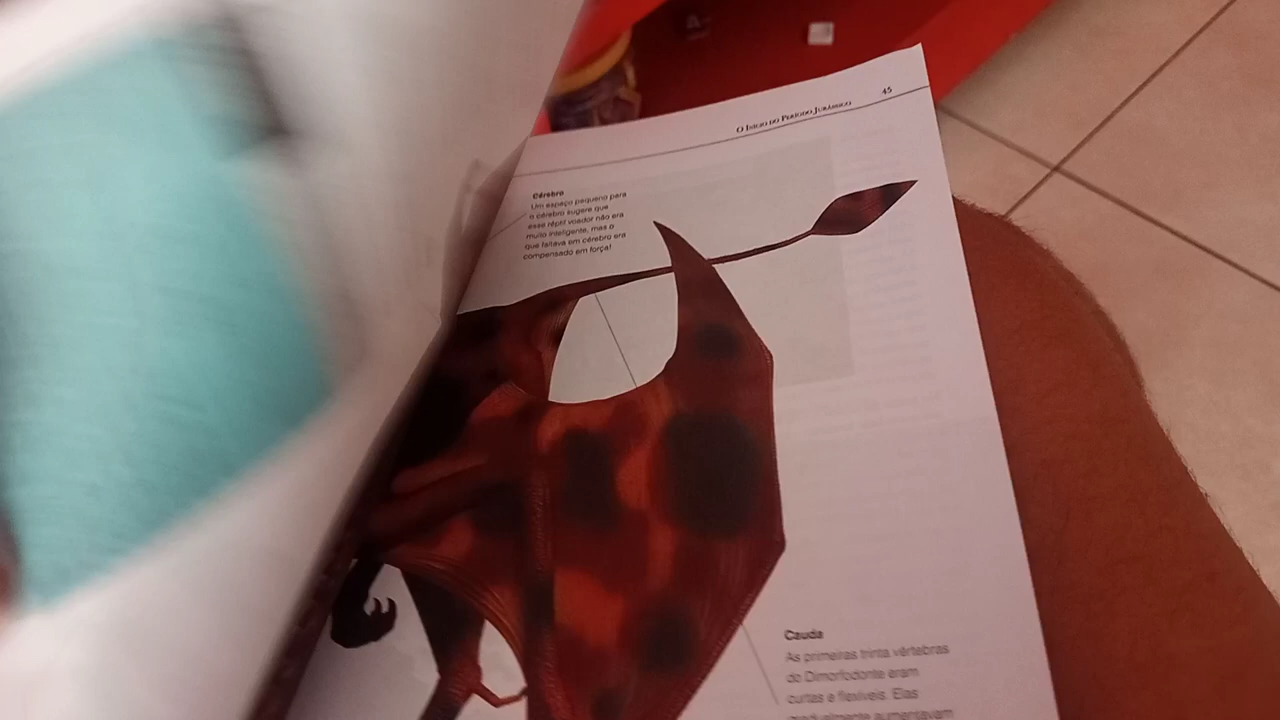 O INÍCIO DO PERÍODO JURÁSSICO 45
Cérebro
Um espaço pequeno para
o cérebro sugere que
esse réptil voador não era
muito inteligente, mas o
que faltava em cérebro era
compensado em força!
Cauda
As primeiras trinta vértebras
do Dimorfodonte eram
curtas e flexíveis. Elas
gradualmente aumentavam